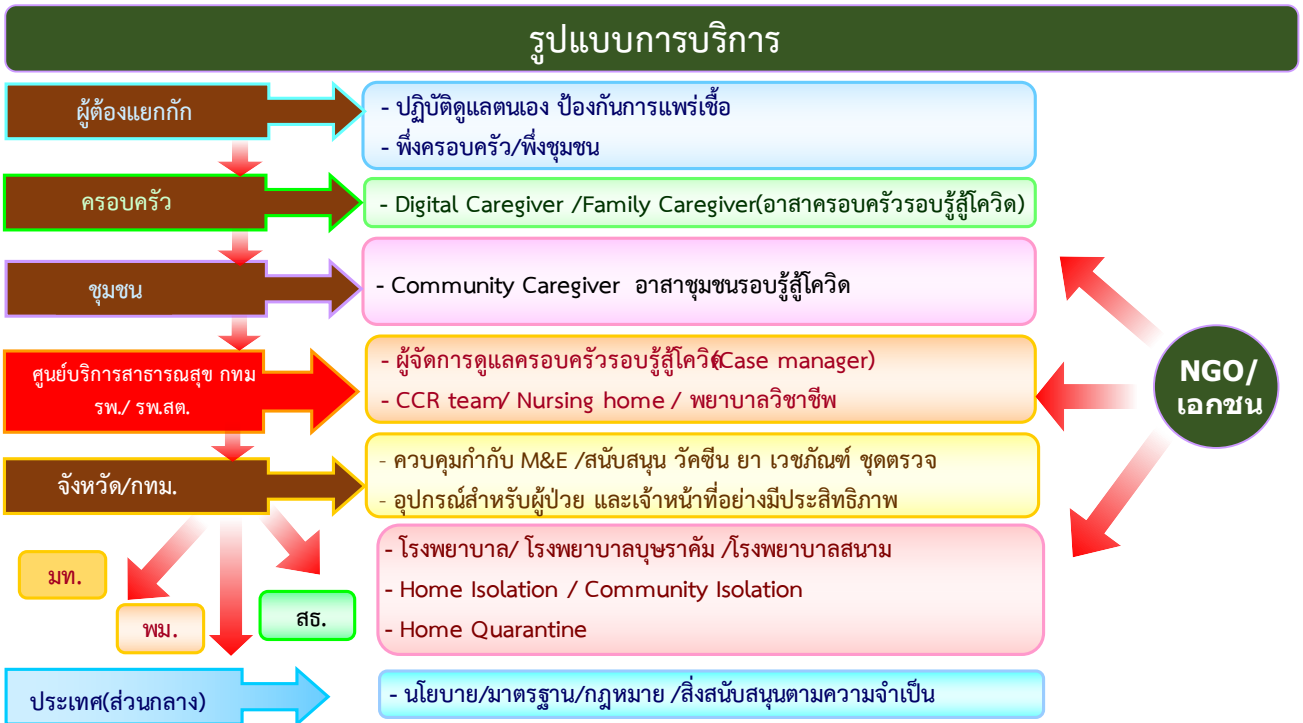 รูปแบบการบริการ
ผู้ต้องแยกกัก
- ปฏิบัติดูแลตนเอง ป้องกันการแพร่เชื้อ
- พึ่งครอบครัว/พึ่งชุมชน
ครอบครัว
- Digital Caregiver /Family Caregiver(อาสาครอบครัวรอบรู้สู้โควิด)
ชุมชน
- Community Caregiver อาสาชุมชนรอบรู้สู้โควิด
ศูนย์บริการสาธารณสุข กทม
รพ./ รพ.สต.
- ผู้จัดการดูแลครอบครัวรอบรู้สู้โควิด(Case manager)
- CCR team/ Nursing home / พยาบาลวิชาชีพ
NGO/
เอกชน
จังหวัด/กทม.
- ควบคุมกำกับ M&E /สนับสนุน วัคซีน ยา เวชภัณฑ์ ชุดตรวจ
- อุปกรณ์สำหรับผู้ป่วย และเจ้าหน้าที่อย่างมีประสิทธิภาพ
มท.
พม.
สธ.
- โรงพยาบาล/ โรงพยาบาลบุษราคัม /โรงพยาบาลสนาม
- Home Isolation / Community Isolation
- Home Quarantine
ประเทศ(ส่วนกลาง)
- นโยบาย/มาตรฐาน/กฎหมาย /สิ่งสนับสนุนตามความจำเป็น